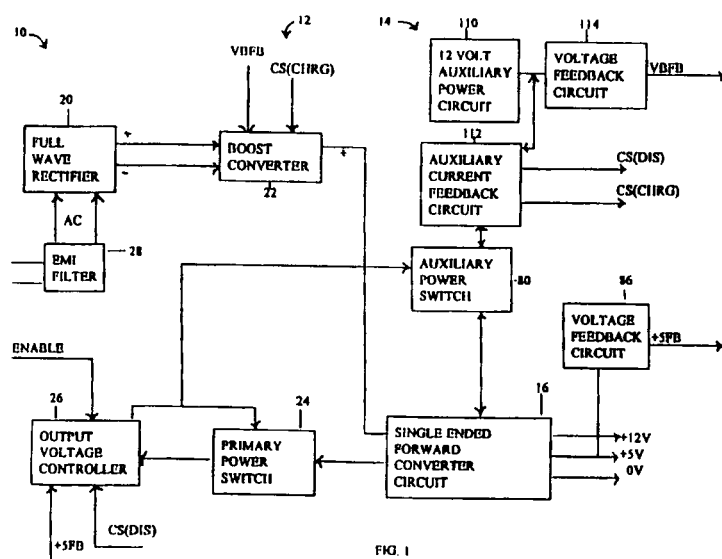 10
12
14
110
114
VBFB
CS(CHRG)
12 VOLT
AUXILIARY
POWER
CIRCUIT
VOLTAGE
FEEDBACK
CIRCUIT
VBFB
20
FULL
WAVE
RECTIFIER
+
-
BOOST
CONVERTER
22
+
112
AUXILIARY
CURRENT
FEEDBACK
CIRCUIT
CS(DIS)
CS(CHRG)
AC
EMI
FILTER
28
AUXILIARY
POWER
SWITCH
80
86
VOLTAGE
FEEDBACK
CIRCUIT
+5FB
ENABLE
26
OUTPUT
VOLTAGE
CONTROLLER
24
PRIMARY
POWER
SWITCH
16
SINGLE ENDED
FORWARD
CONVERTER
CIRCUIT
+12V
+5V
0V
+5FB
CS(DIS)
FIG. 1